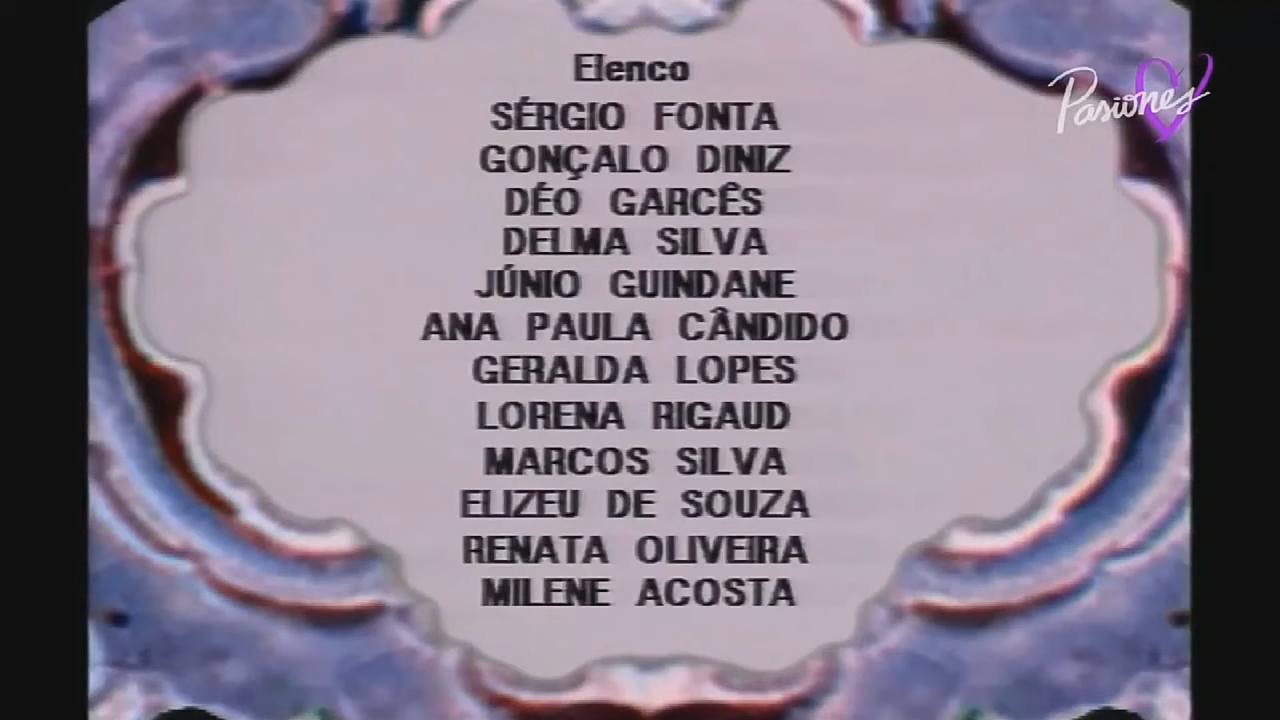 Elenco
Pasiones
SÉRGIO FONTA
GONÇALO DINIZ
DÉO GARCÊS
DELMA SILVA
JÚNIO GUINDANE
ANA PAULA CÂNDIDO
GERALDA LOPES
LORENA RIGAUD
MARCOS SILVA
ELIZEU DE SOUZA
RENATA OLIVEIRA
MILENE ACOSTA